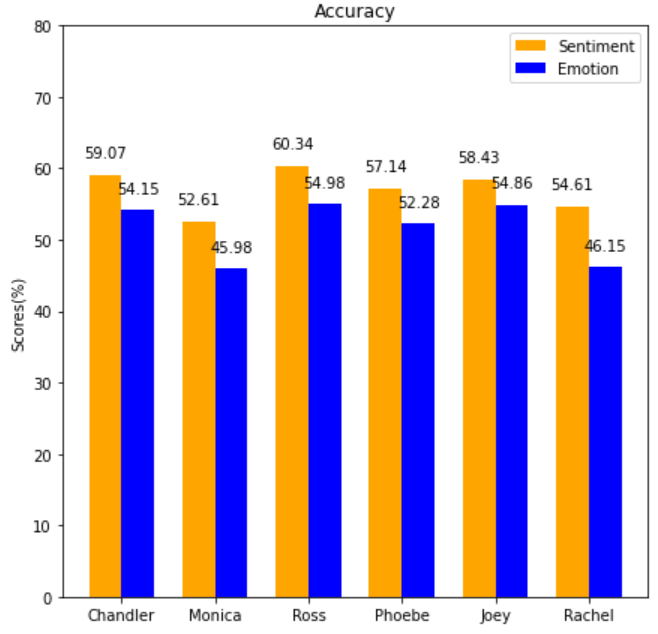 Accuracy
Sentiment
Emotion
80
70
60
50
40
30
20
10
0
Scores(%)
59.07
54.15
52.61
45.98
60.34
54.98
57.14
52.28
58.43
54.86
54.61
46.15
Chandler
Monica
Ross
Phoebe
Joey
Rachel